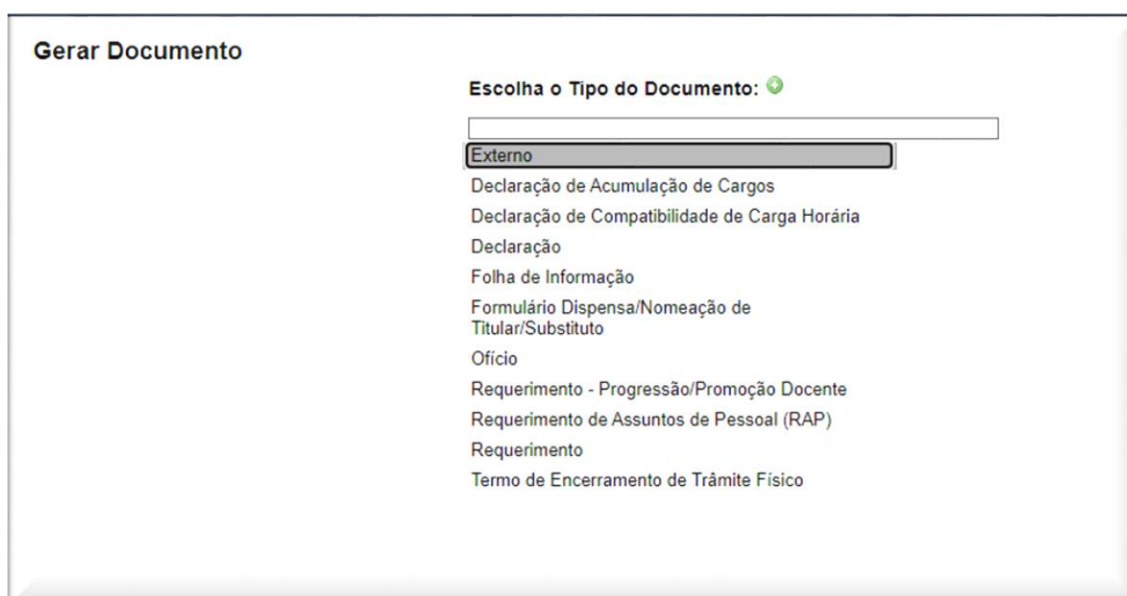 Gerar Documento
Escolha o Tipo do Documento:
Externo
Declaração de Acumulação de Cargos
Declaração de Compatibilidade de Carga Horária
Declaração
Folha de Informação
Formulário Dispensa/Nomeação de
Titular/Substituto
Ofício
Requerimento - Progressão/Promoção Docente
Requerimento de Assuntos de Pessoal (RAP)
Requerimento
Termo de Encerramento de Trâmite Físico